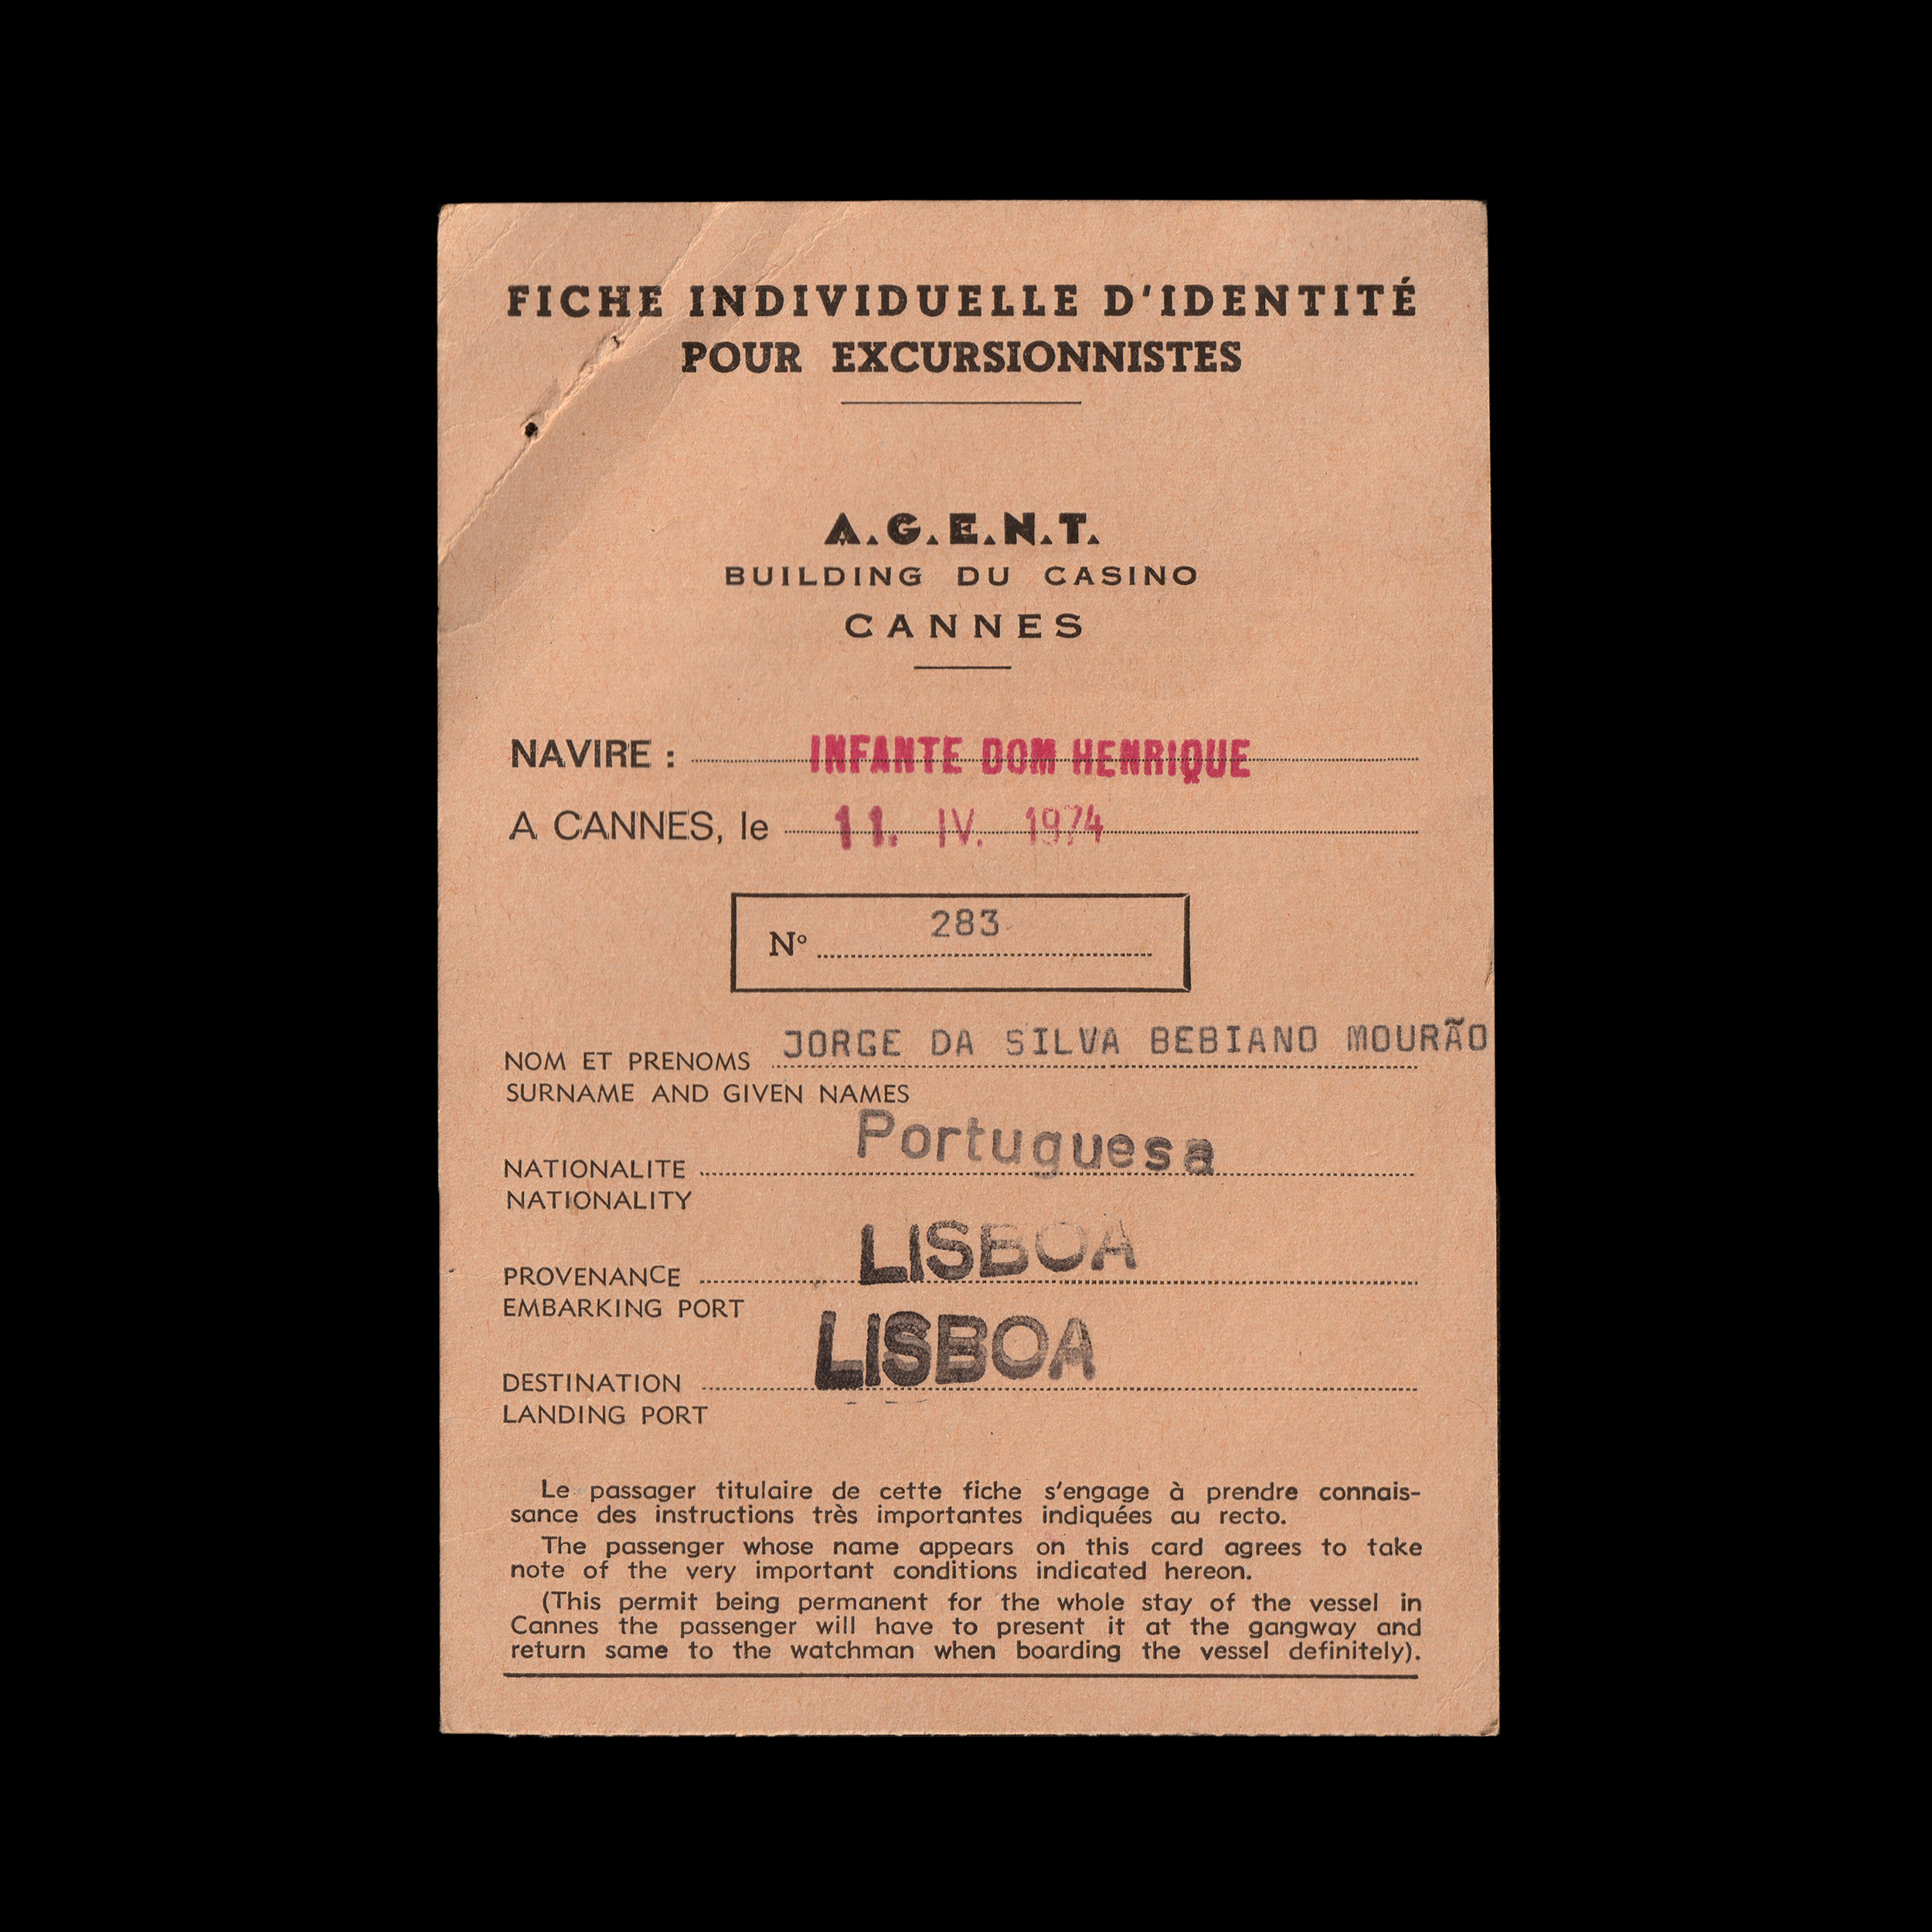 FICHE INDIVIDUELLE D'IDENTITÉ
POUR EXCURSIONNISTES
A.G.E.N.T.
BUILDING DU CASINO
CANNES
NAVIRE : INFANTE DOM HENRIQUE
A CANNES, le 11. IV. 1974
N° 283
NOM ET PRENOMS JORGE DA SILVA BEBIANO MOURÃO
SURNAME AND GIVEN NAMES
NATIONALITE Portuguesa
NATIONALITY
PROVENANCE LISBOA
EMBARKING PORT
DESTINATION LISBOA
LANDING PORT
Le passager titulaire de cette fiche s'engage à prendre connais-
sance des instructions très importantes indiquées au recto.
The passenger whose name appears on this card agrees to take
note of the very important conditions indicated hereon.
(This permit being permanent for the whole stay of the vessel in
Cannes the passenger will have to present it at the gangway and
return same to the watchman when boarding the vessel definitely).